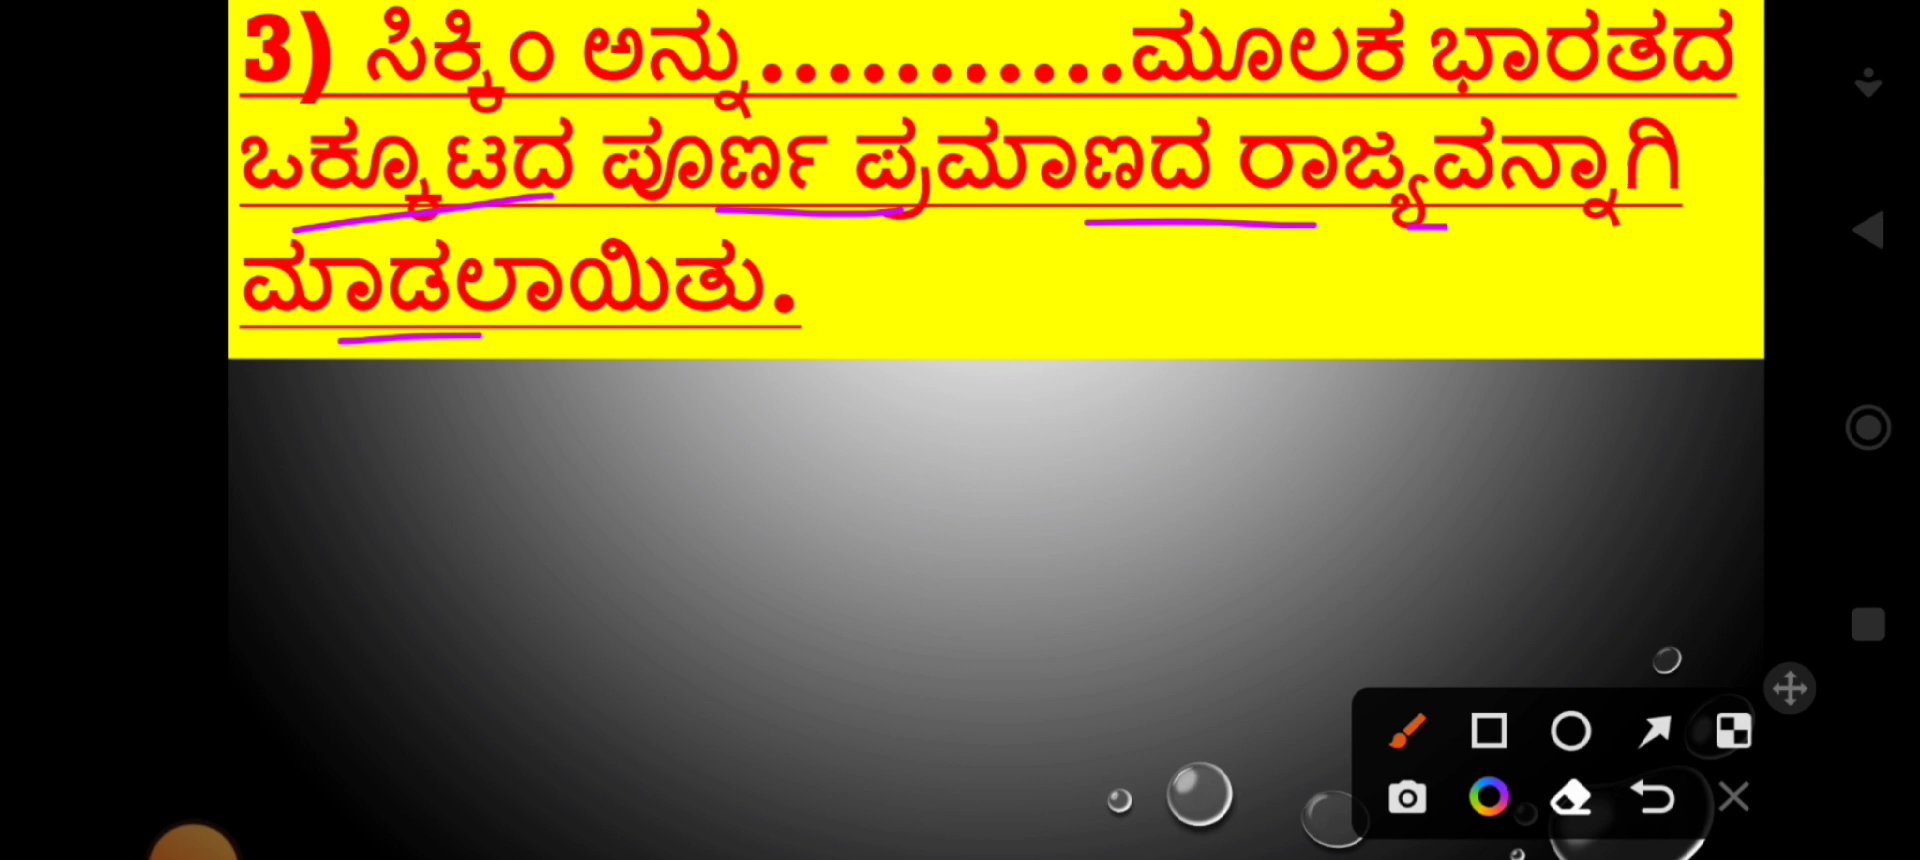 3) ಸಿಕ್ಕಿಂ ಅನ್ನು...........ಮೂಲಕ ಭಾರತದ
ಒಕ್ಕೂಟದ ಪೂರ್ಣ ಪ್ರಮಾಣದ ರಾಜ್ಯವನ್ನಾಗಿ
ಮಾಡಲಾಯಿತು.